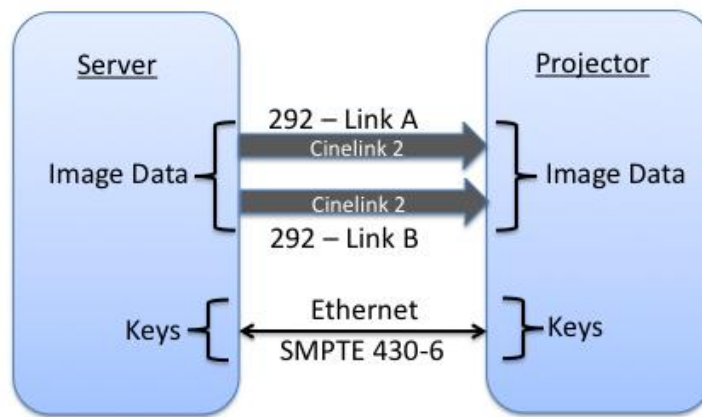 Server
Projector
292 – Link A
Cinelink 2
Image Data
Image Data
Cinelink 2
292 – Link B
Ethernet
Keys
Keys
SMPTE 430-6